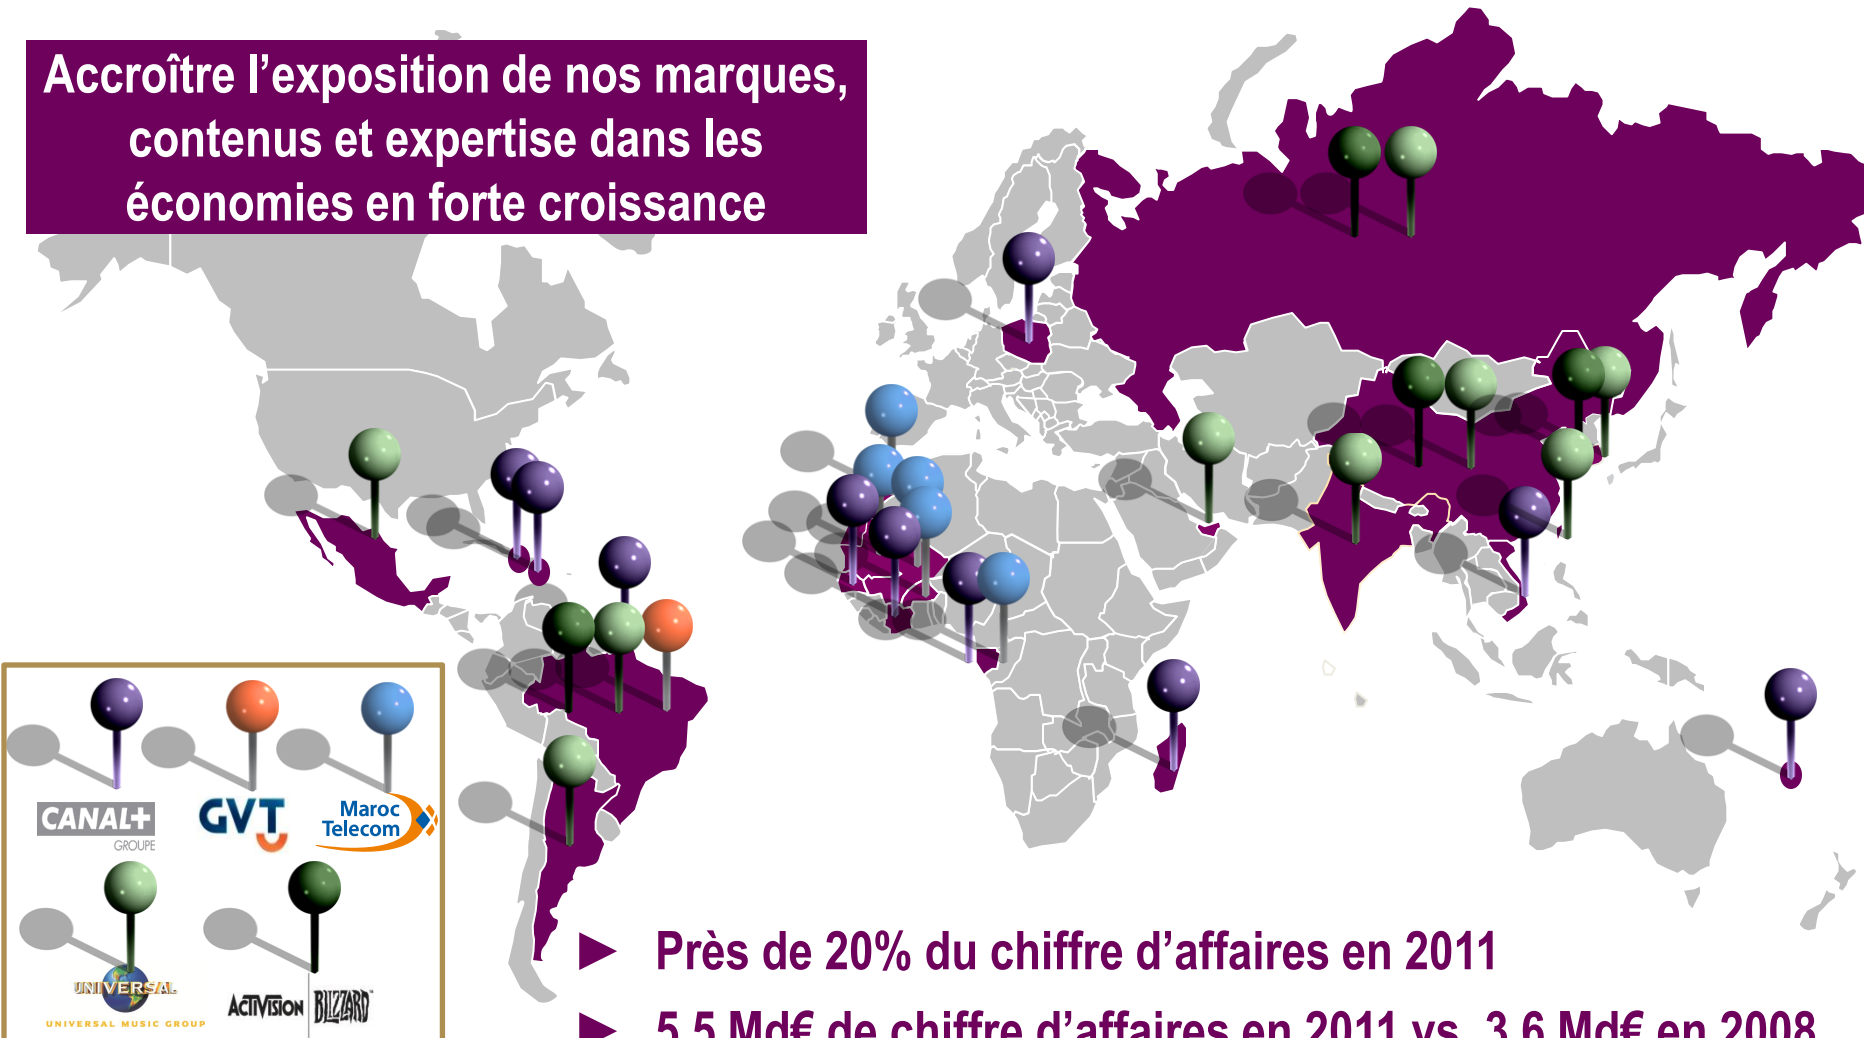 Accroître l’exposition de nos marques,
contenus et expertise dans les
économies en forte croissance
CANAL+
GROUPE
GVT
Maroc
Telecom
UNIVERSAL
UNIVERSAL MUSIC GROUP
ACTIVISION BLIZZARD
► Près de 20% du chiffre d’affaires en 2011
► 5,5 Md€ de chiffre d’affaires en 2011 vs. 3,6 Md€ en 2008